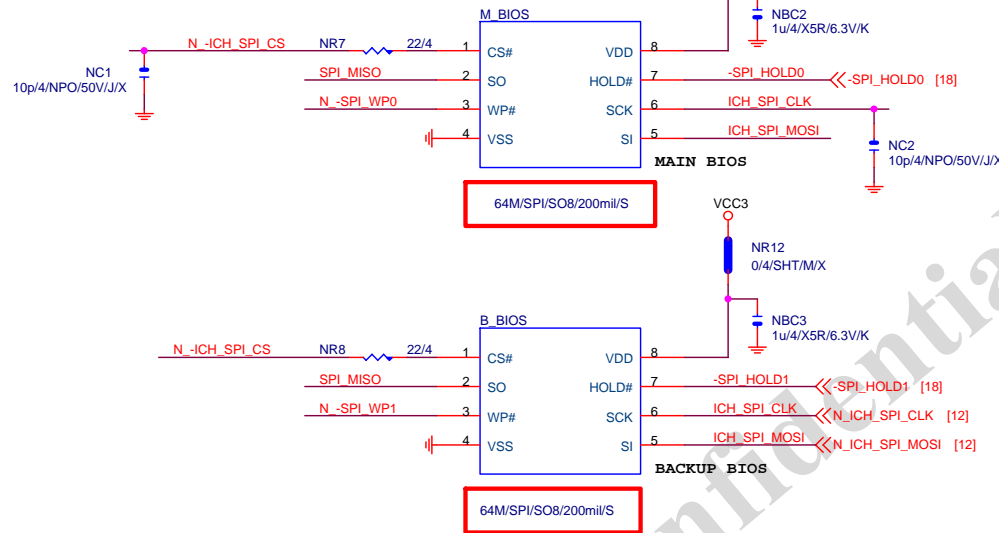 M_BIOS
NBC2
1u/4/X5R/6.3V/K
N_-ICH_SPI_CS NR7 22/4 1 CS# VDD 8
NC1
10p/4/NPO/50V/J/X
SPI_MISO 2 SO HOLD# 7 -SPI_HOLD0 -SPI_HOLD0 [18]
N_-SPI_WP0 3 WP# SCK 6 ICH_SPI_CLK
4 VSS SI 5 ICH_SPI_MOSI
NC2
10p/4/NPO/50V/J/X
MAIN BIOS
64M/SPI/SO8/200mil/S
VCC3
NR12
0/4/SHT/M/X
B_BIOS
NBC3
1u/4/X5R/6.3V/K
N_-ICH_SPI_CS NR8 22/4 1 CS# VDD 8
SPI_MISO 2 SO HOLD# 7 -SPI_HOLD1 -SPI_HOLD1 [18]
N_-SPI_WP1 3 WP# SCK 6 ICH_SPI_CLK N_ICH_SPI_CLK [12]
4 VSS SI 5 ICH_SPI_MOSI N_ICH_SPI_MOSI [12]
BACKUP BIOS
64M/SPI/SO8/200mil/S
nfidentia